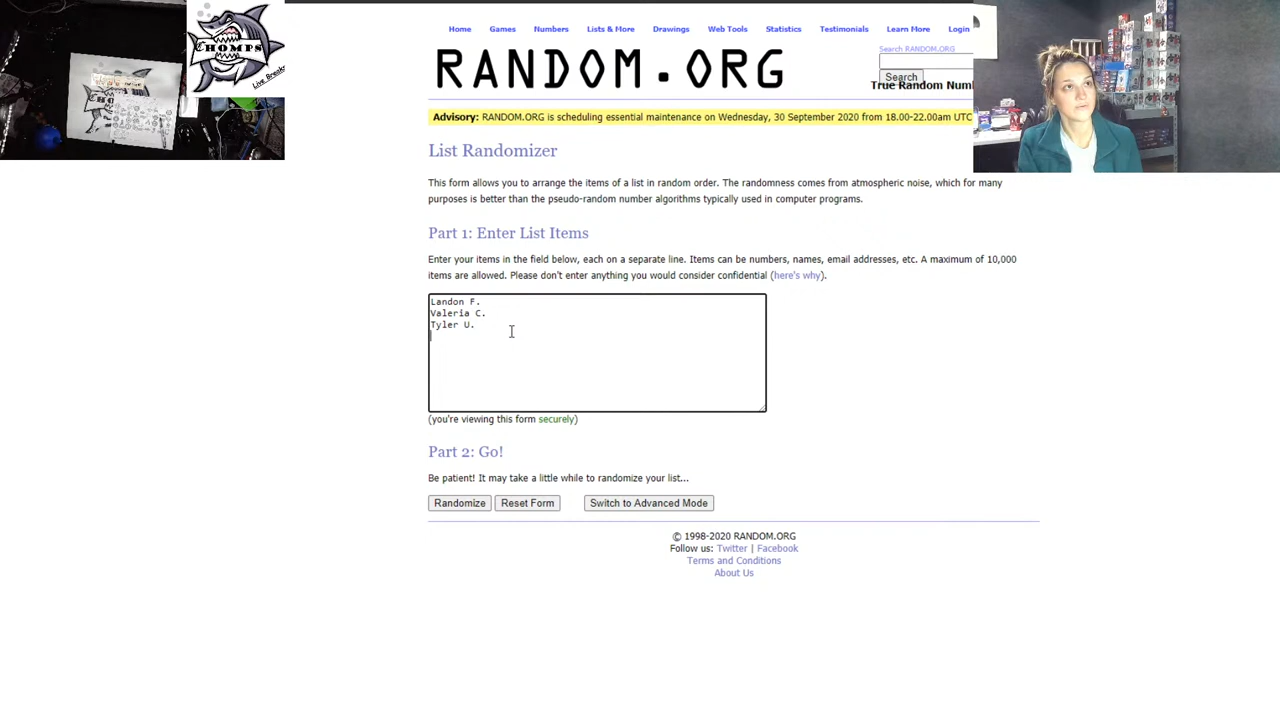 CHOMPS
Live Breaks
Home Games Numbers Lists & More Drawings Web Tools Statistics Testimonials Learn More Login
Search RANDOM.ORG
RANDOM.ORG
Search
True Random Num
Advisory: RANDOM.ORG is scheduling essential maintenance on Wednesday, 30 September 2020 from 18.00-22.00am UTC
List Randomizer
This form allows you to arrange the items of a list in random order. The randomness comes from atmospheric noise, which for many
purposes is better than the pseudo-random number algorithms typically used in computer programs.
Part 1: Enter List Items
Enter your items in the field below, each on a separate line. Items can be numbers, names, email addresses, etc. A maximum of 10,000
items are allowed. Please don't enter anything you would consider confidential (here's why).
Landon F.
Valeria C.
Tyler U.
(you're viewing this form securely)
Part 2: Go!
Be patient! It may take a little while to randomize your list...
Randomize Reset Form Switch to Advanced Mode
© 1998-2020 RANDOM.ORG
Follow us: Twitter | Facebook
Terms and Conditions
About Us